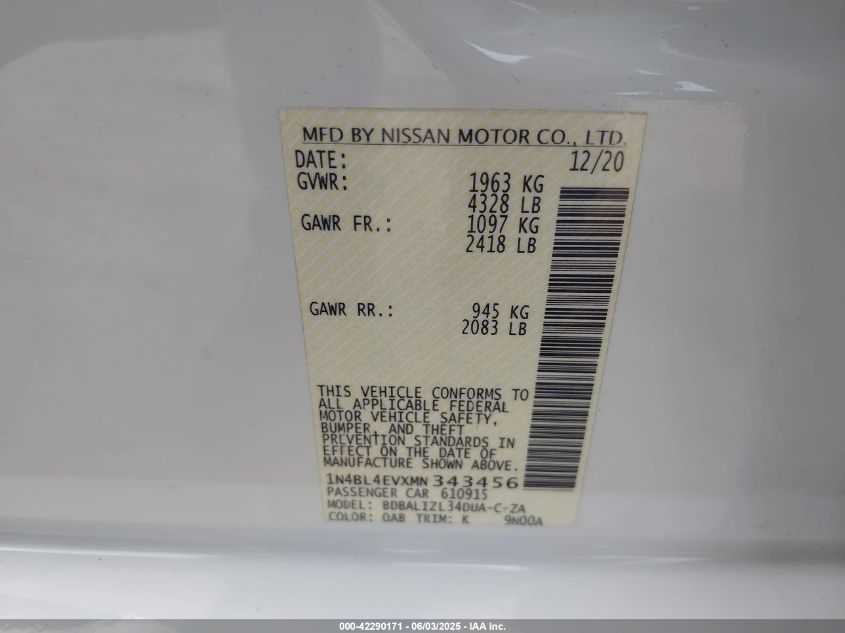 MFD BY NISSAN MOTOR CO., LTD.
DATE: 12/20
GVWR: 1963 KG
4328 LB
GAWR FR.: 1097 KG
2418 LB
GAWR RR.: 945 KG
2083 LB
THIS VEHICLE CONFORMS TO
ALL APPLICABLE FEDERAL
MOTOR VEHICLE SAFETY,
BUMPER, AND THEFT
PREVENTION STANDARDS IN
EFFECT ON THE DATE OF
MANUFACTURE SHOWN ABOVE.
1N4BL4EVXMN343456
PASSENGER CAR 610915
MODEL: BDBALIZL34DUA-C-ZA
COLOR: QAB TRIM: K 9N00A
000-42290171 - 06/03/2025 - IAA Inc.